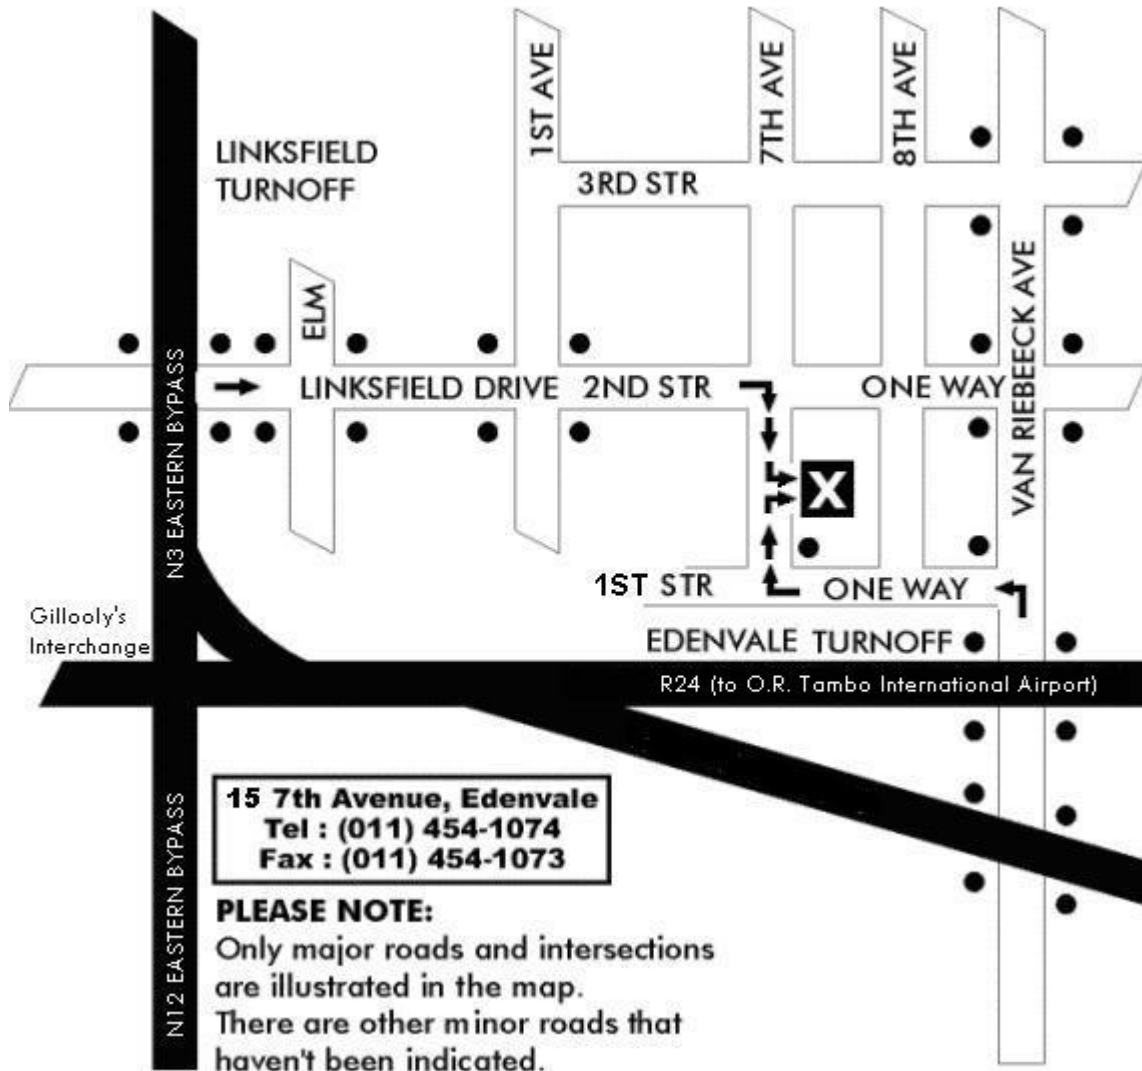 1ST AVE
7TH AVE
8TH AVE
LINKSFIELD
TURNOFF
3RD STR
ELM
VAN RIEBEECK AVE
N3 EASTERN BYPASS
LINKSFIELD DRIVE
2ND STR
ONE WAY
X
1ST STR
ONE WAY
Gillooly's
Interchange
EDENVALE TURNOFF
R24 (to O.R. Tambo International Airport)
N12 EASTERN BYPASS
15 7th Avenue, Edenvale
Tel : (011) 454-1074
Fax : (011) 454-1073
PLEASE NOTE:
Only major roads and intersections
are illustrated in the map.
There are other minor roads that
haven't been indicated.